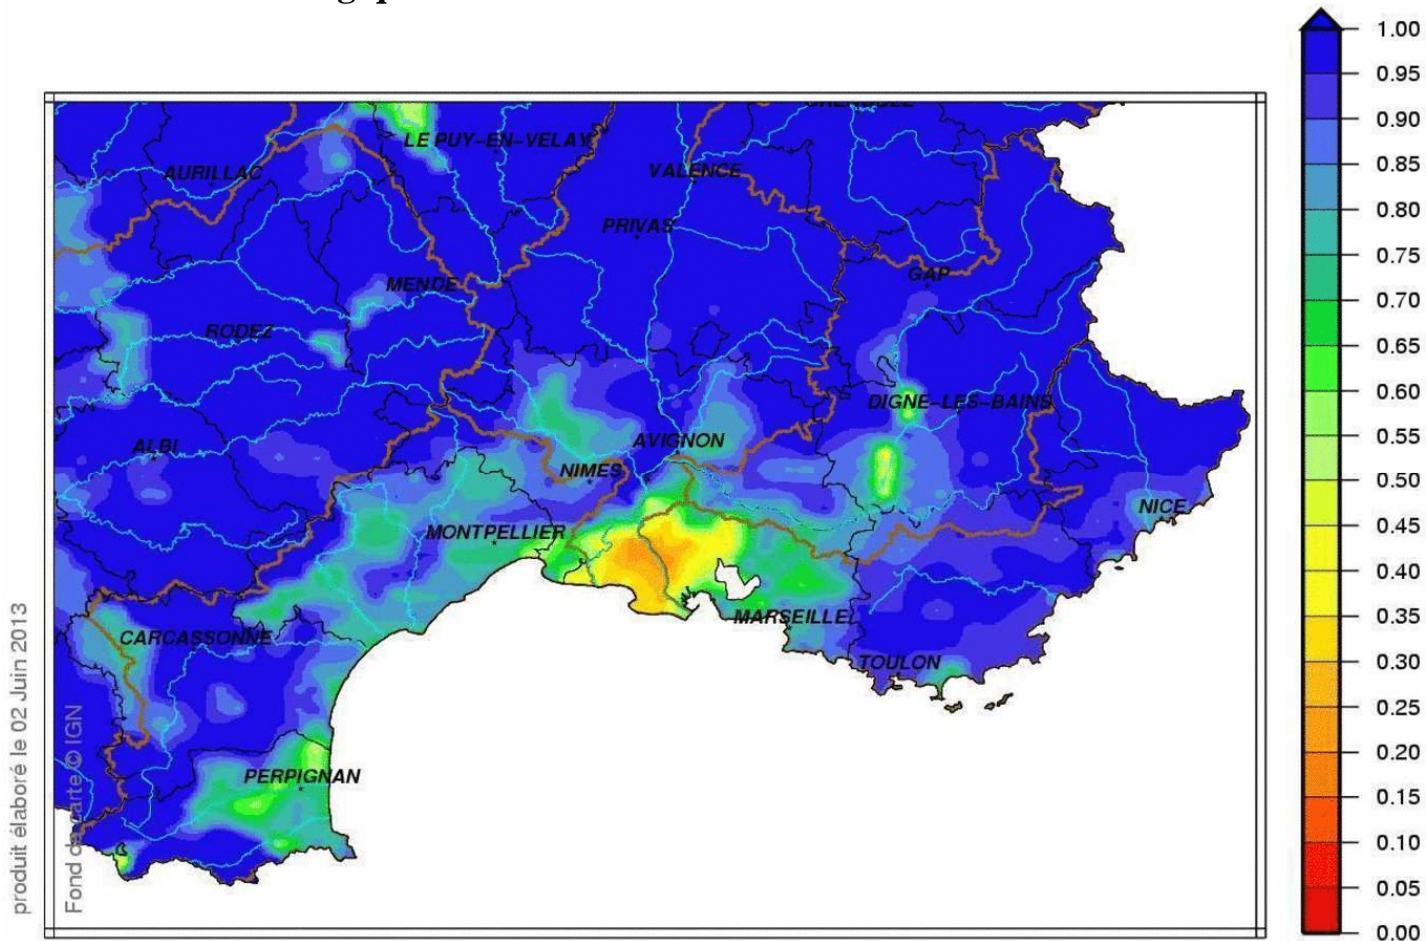 LE PUY-EN-VELAY
AURILLAC
VALENCE
PRIVAS
GAP
MENDE
RODEZ
DIGNE-LES-BAINS
ALBI
AVIGNON
NIMES
NICE
MONTPELLIER
MARSEILLE
CARCASSONNE
TOULON
PERPIGNAN
produit élaboré le 02 Juin 2013
Fond de carte © IGN
1.00
0.95
0.90
0.85
0.80
0.75
0.70
0.65
0.60
0.55
0.50
0.45
0.40
0.35
0.30
0.25
0.20
0.15
0.10
0.05
0.00